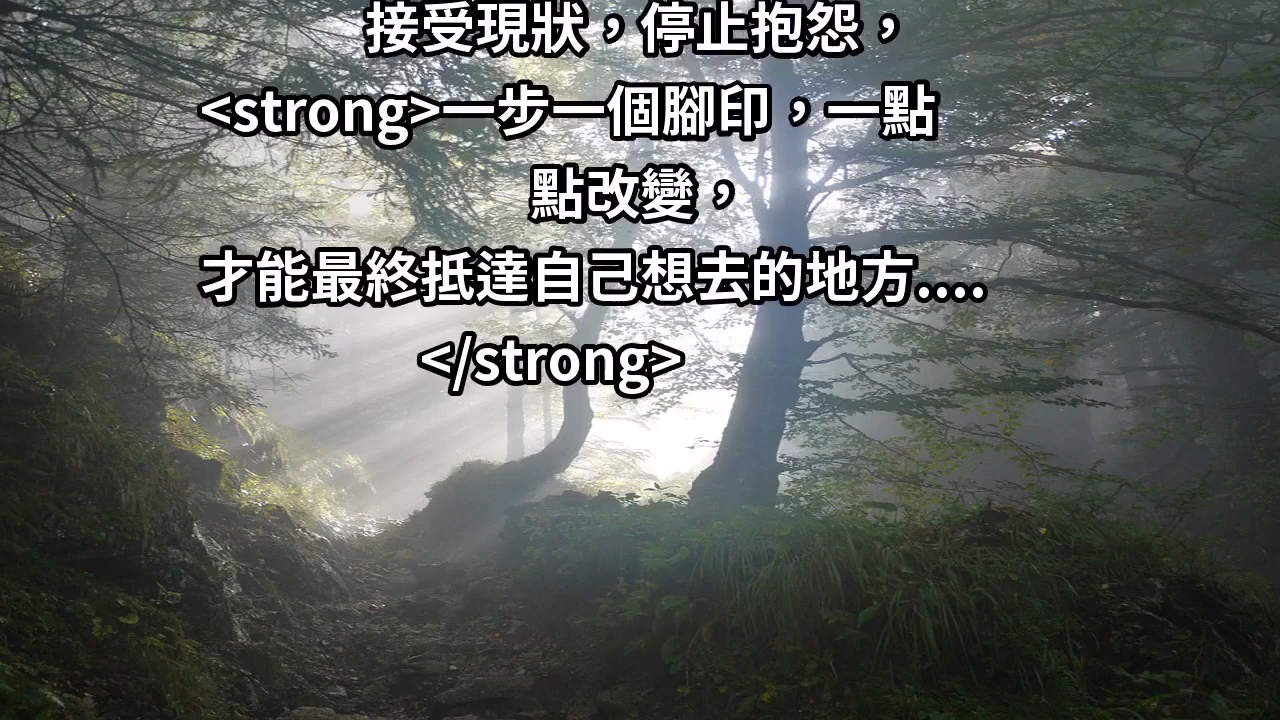 接受現狀，停止抱怨，
<strong>一步一個腳印，一點
點改變，
才能最終抵達自己想去的地方....
</strong>